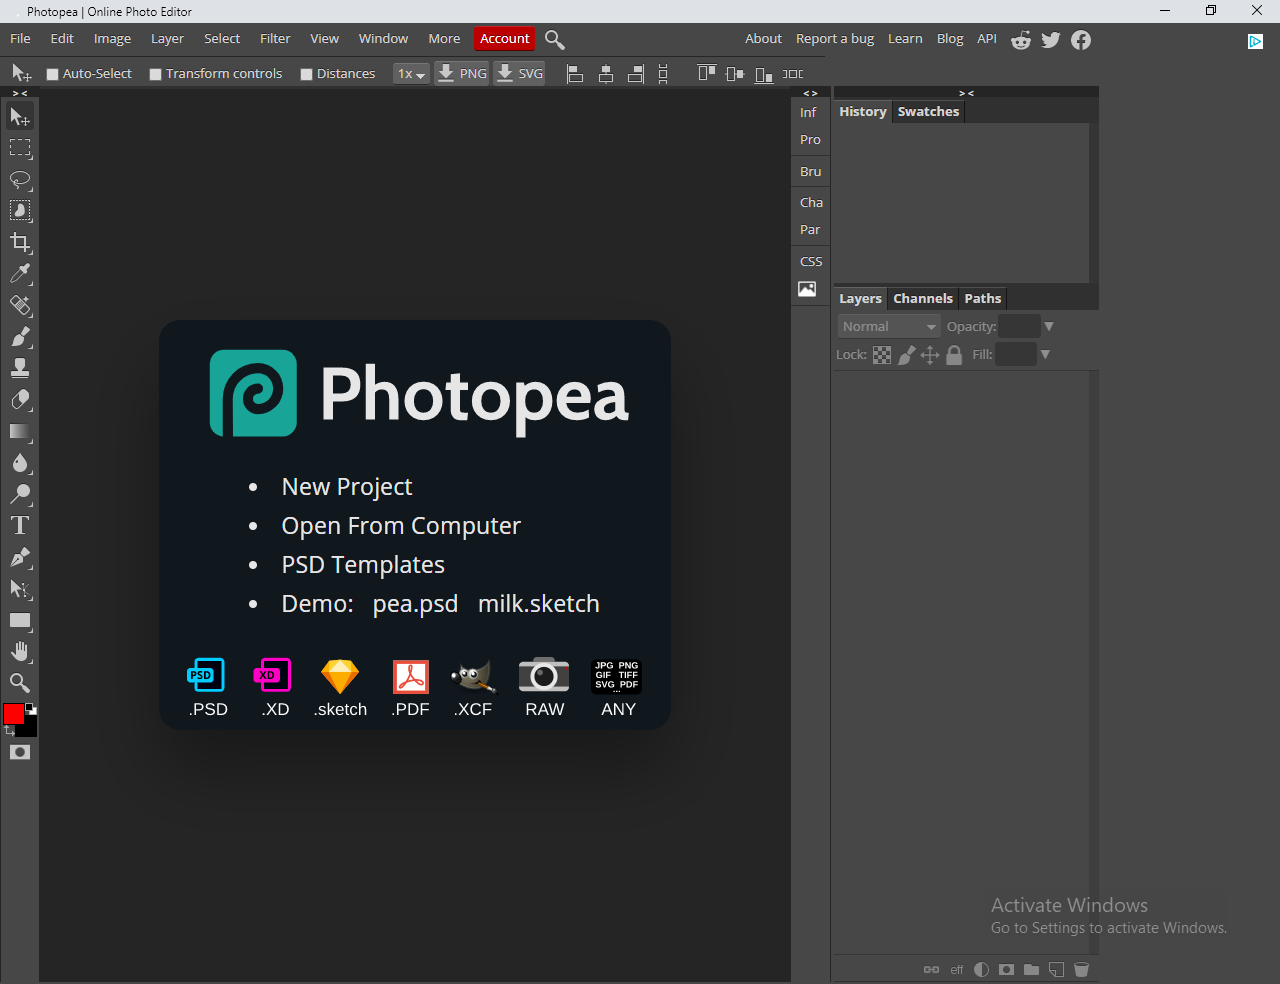 Photopea | Online Photo Editor
File Edit Image Layer Select Filter View Window More Account About Report a bug Learn Blog API
Auto-Select Transform controls Distances 1x PNG SVG
> < < > > <
Inf
Pro
Bru
Cha
Par
CSS
History Swatches
Layers Channels Paths
Normal Opacity:
Lock: Fill:
T
Photopea
• New Project
• Open From Computer
• PSD Templates
• Demo: pea.psd milk.sketch
PSD XD JPG PNG
GIF TIFF
SVG PDF
...
.PSD .XD .sketch .PDF .XCF RAW ANY
Activate Windows
Go to Settings to activate Windows.
eff